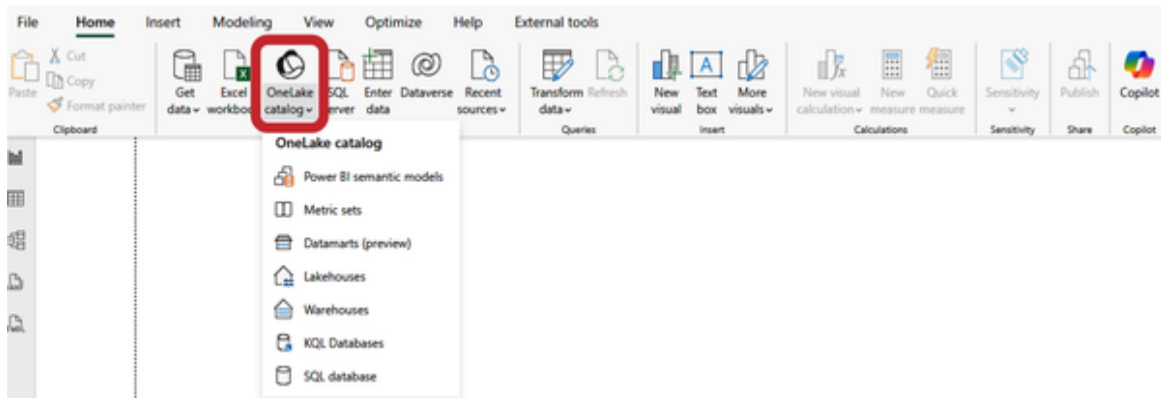 File Home Insert Modeling View Optimize Help External tools
Paste
Cut
Copy
Format painter
Clipboard
Get data
Excel
OneLake catalog
SQL
Enter data
Dataverse
Recent sources
Transform data
Refresh
Queries
New visual
Text box
More visuals
Insert
New visual calculation
New measure
Quick measure
Calculations
Sensitivity
Sensitivity
Publish
Share
Copilot
Copilot
OneLake catalog
Power BI semantic models
Metric sets
Datamarts (preview)
Lakehouses
Warehouses
KQL Databases
SQL database